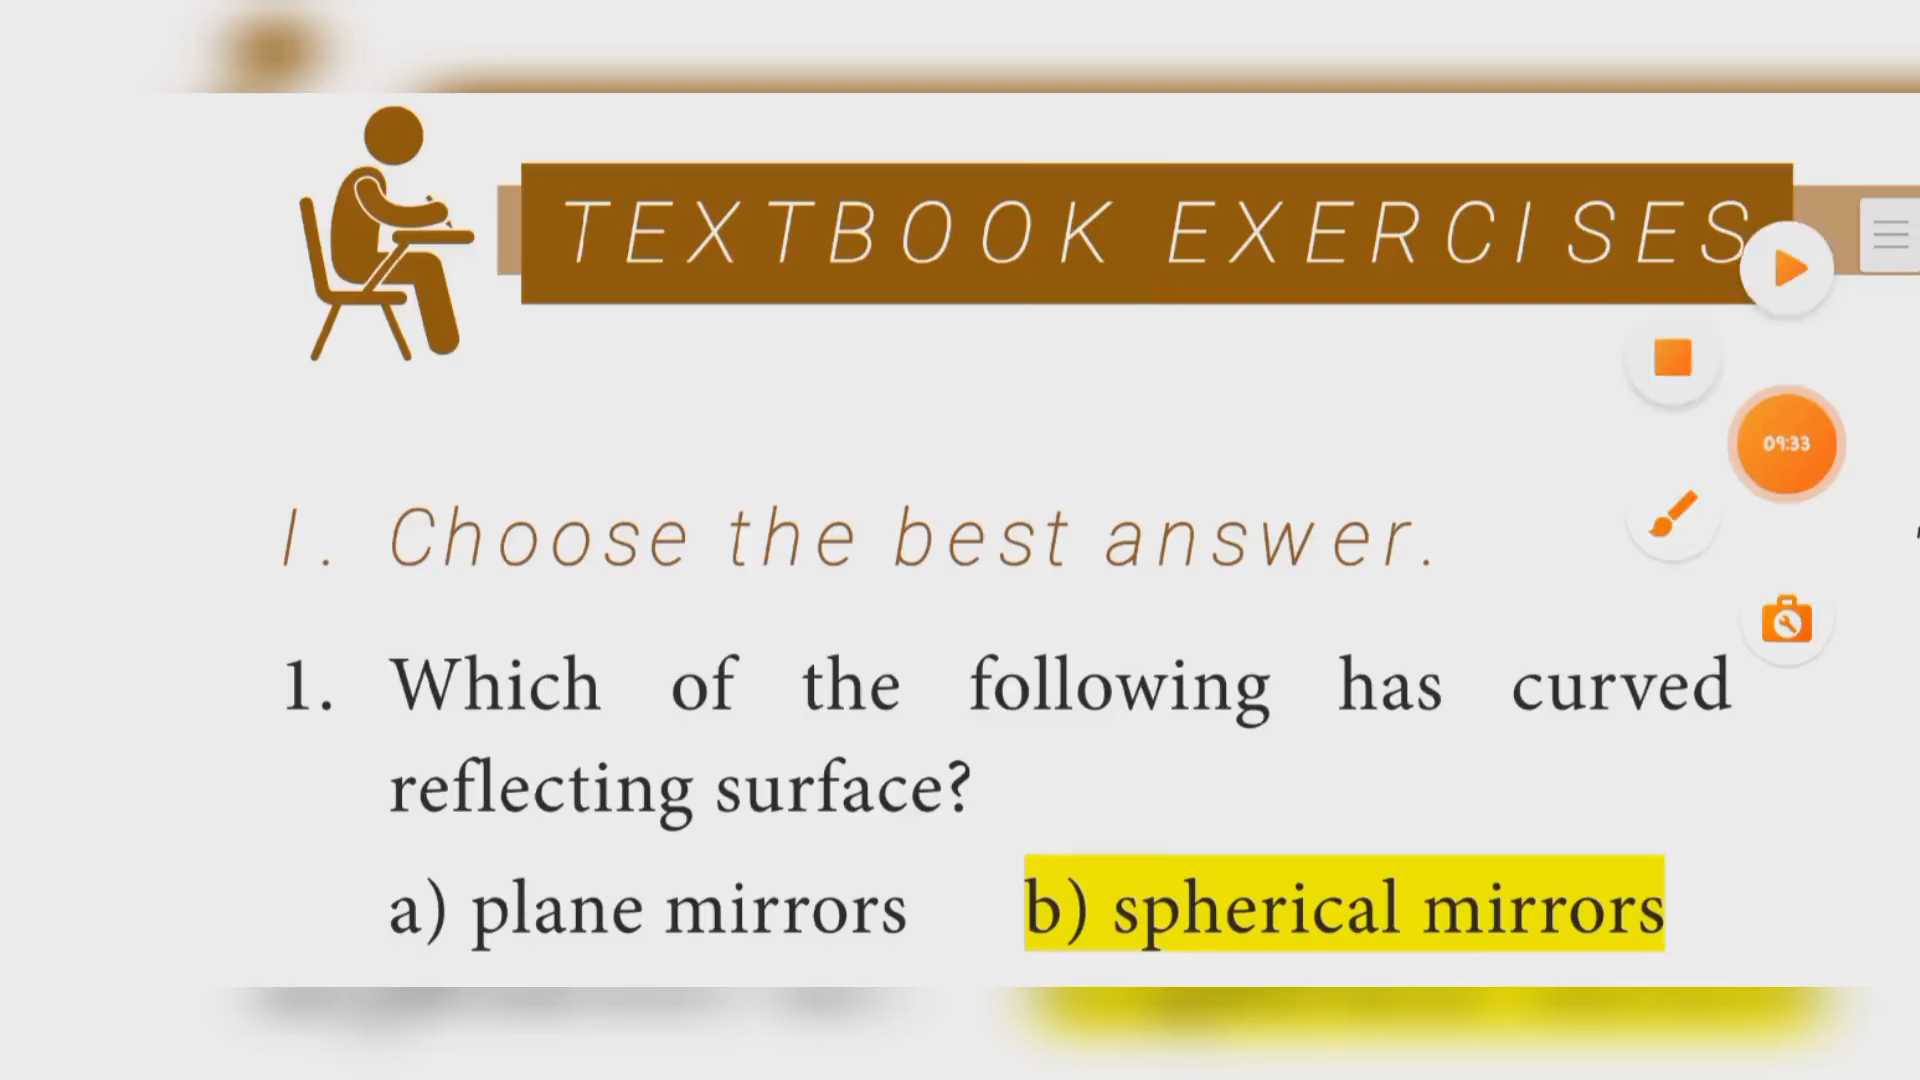 TEXTBOOK EXERCISES
09:33
I. Choose the best answer.
1. Which of the following has curved
reflecting surface?
a) plane mirrors b) spherical mirrors